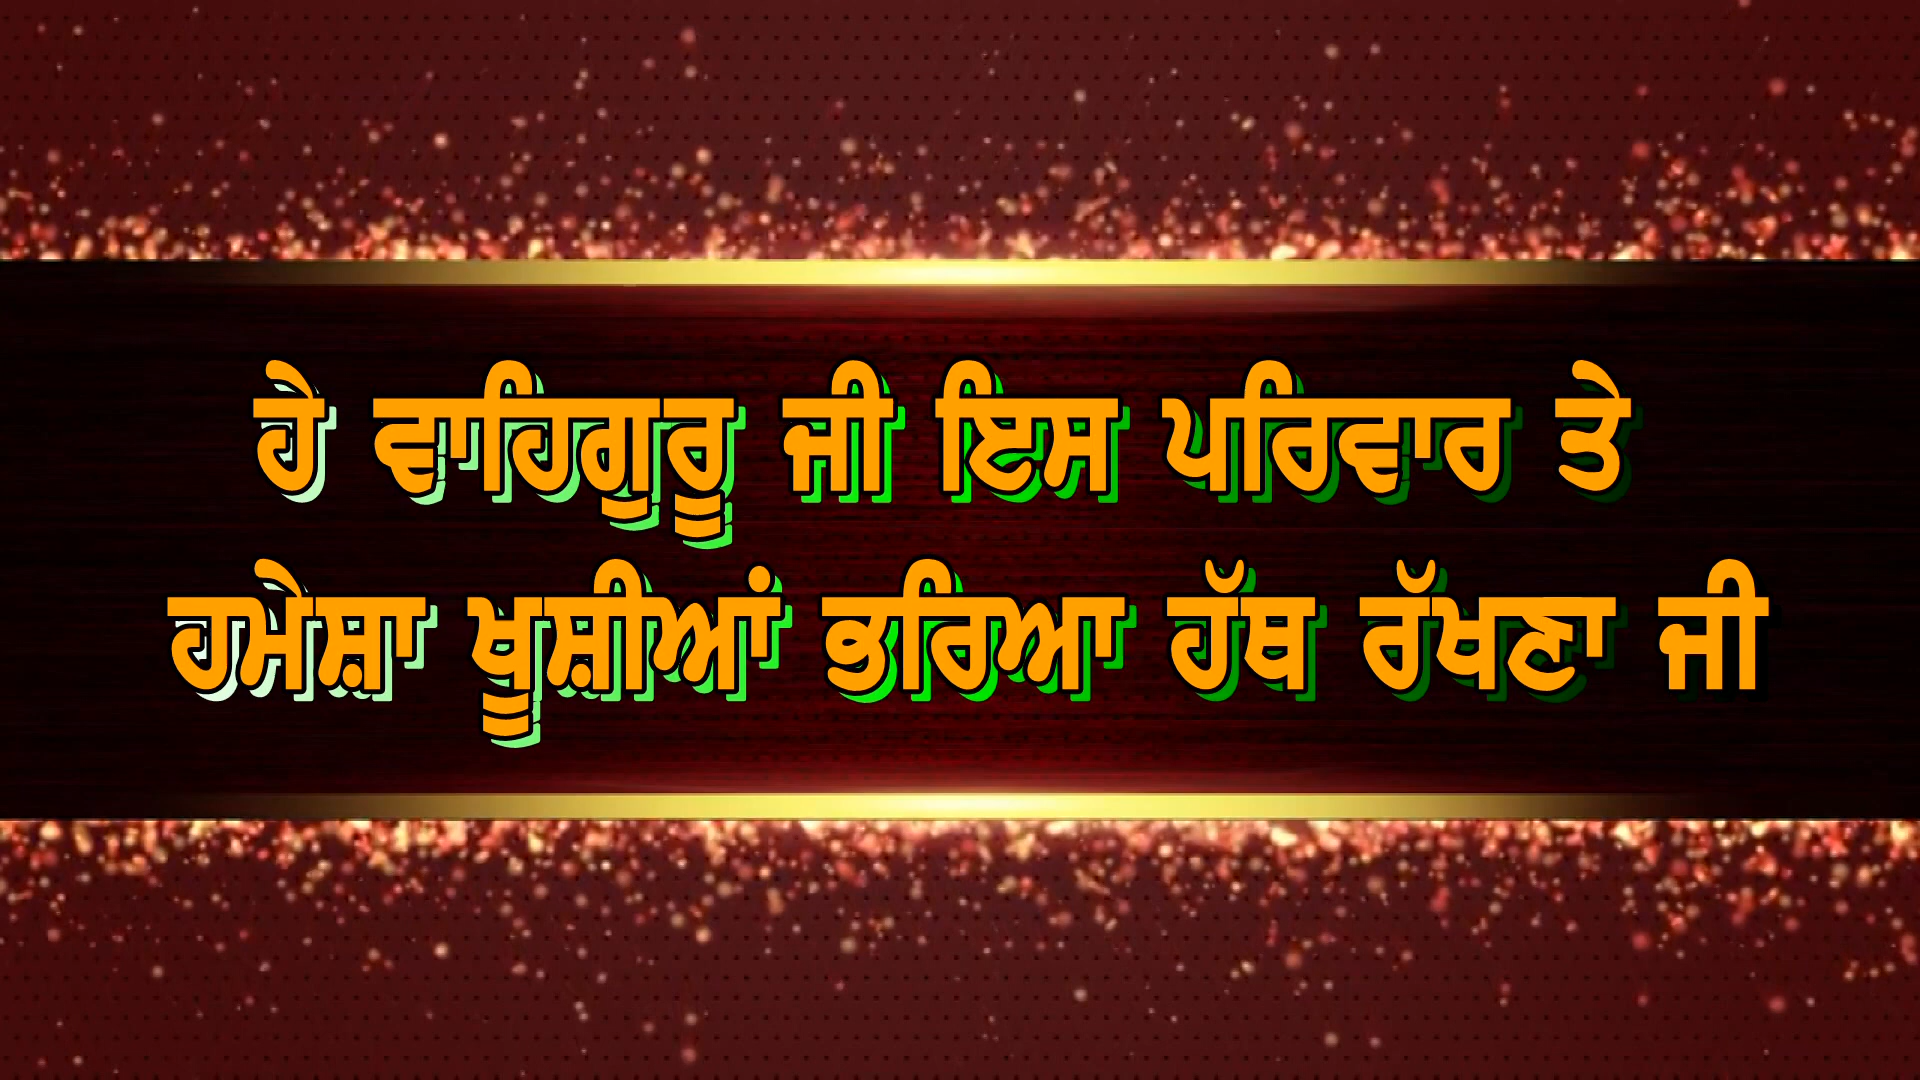 ਹੇ ਵਾਹਿਗੁਰੂ ਜੀ ਇਸ ਪਰਿਵਾਰ ਤੇ
ਹਮੇਸ਼ਾ ਖੂਸ਼ੀਆਂ ਭਰਿਆ ਹੱਥ ਰੱਖਣਾ ਜੀ